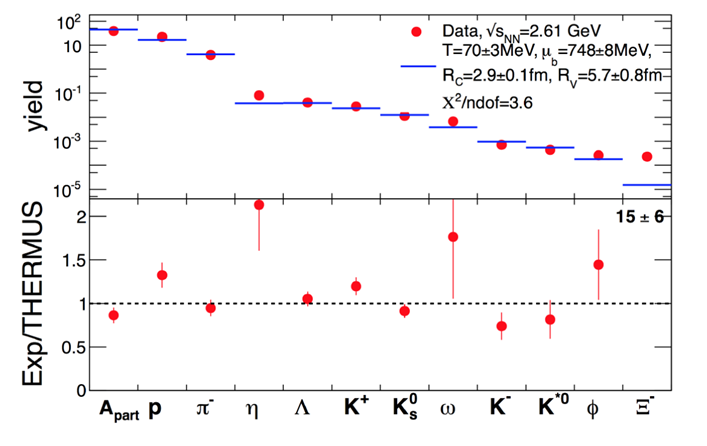 10²
10
10⁻¹
10⁻³
10⁻⁵
yield
Data, √s_NN=2.61 GeV
T=70±3MeV, μ_b=748±8MeV,
R_C=2.9±0.1fm, R_V=5.7±0.8fm
Χ²/ndof=3.6
2
1.5
1
0.5
0
Exp/THERMUS
15 ± 6
A_part p π⁻ η Λ K⁺ K⁰_s ω K⁻ K*⁰ ϕ Ξ⁻